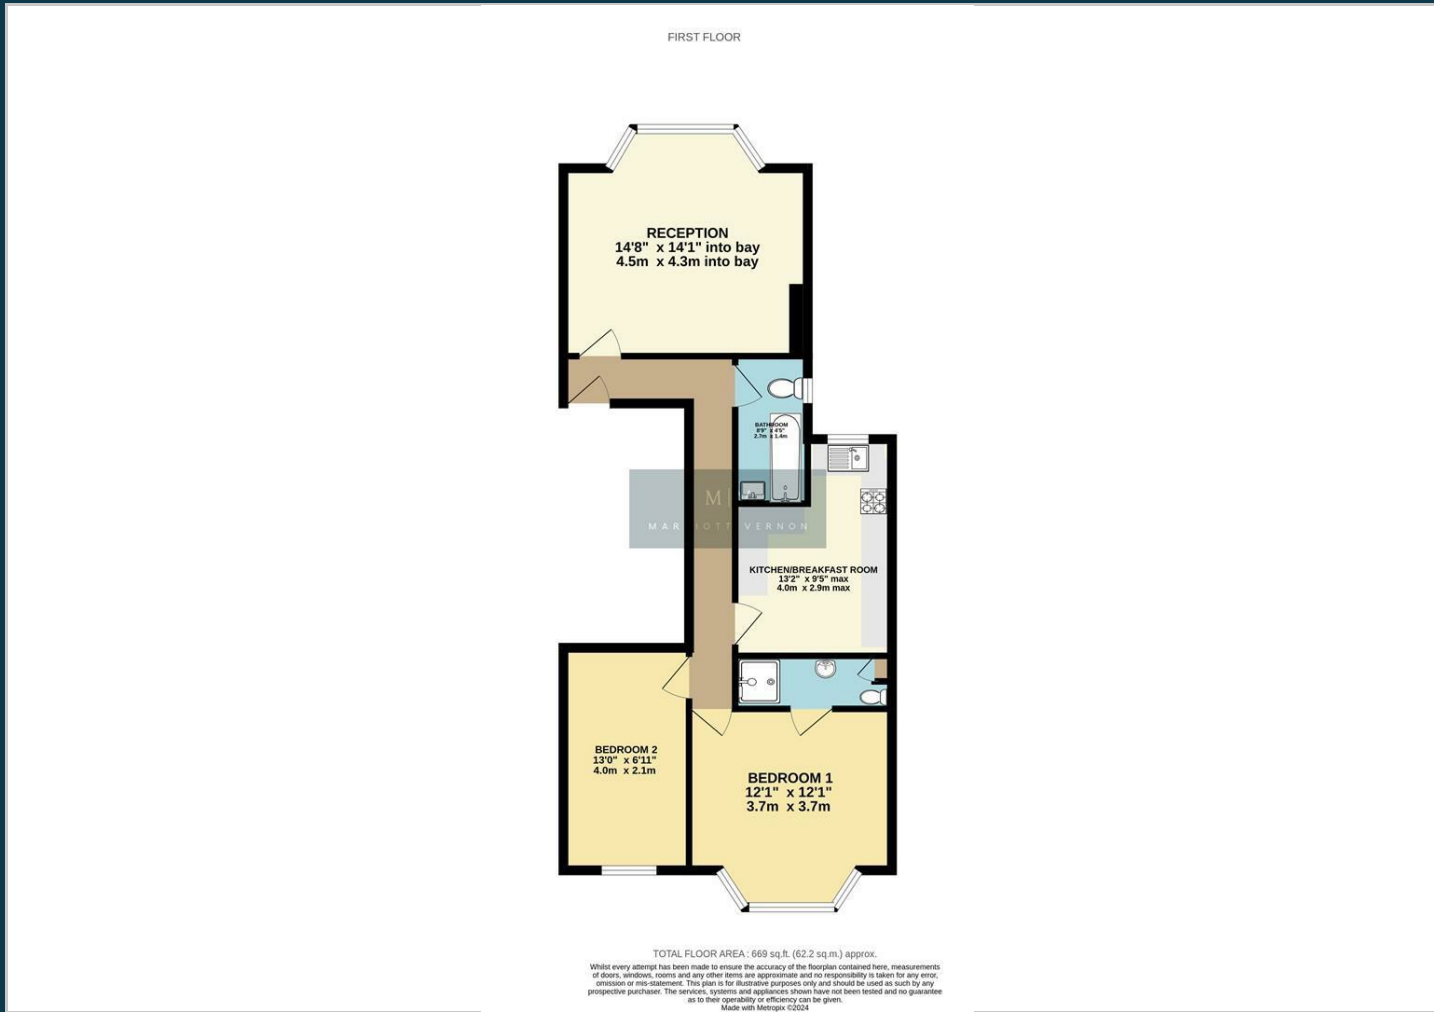 FIRST FLOOR
RECEPTION
14'8" x 14'1" into bay
4.5m x 4.3m into bay
BATHROOM
8'9" x 4'5"
2.7m x 1.4m
M
MARRIOTT VERNON
KITCHEN/BREAKFAST ROOM
13'2" x 9'5" max
4.0m x 2.9m max
BEDROOM 2
13'0" x 6'11"
4.0m x 2.1m
BEDROOM 1
12'1" x 12'1"
3.7m x 3.7m
TOTAL FLOOR AREA : 669 sq.ft. (62.2 sq.m.) approx.
Whilst every attempt has been made to ensure the accuracy of the floorplan contained here, measurements
of doors, windows, rooms and any other items are approximate and no responsibility is taken for any error,
omission or mis-statement. This plan is for illustrative purposes only and should be used as such by any
prospective purchaser. The services, systems and appliances shown have not been tested and no guarantee
as to their operability or efficiency can be given.
Made with Metropix ©2024